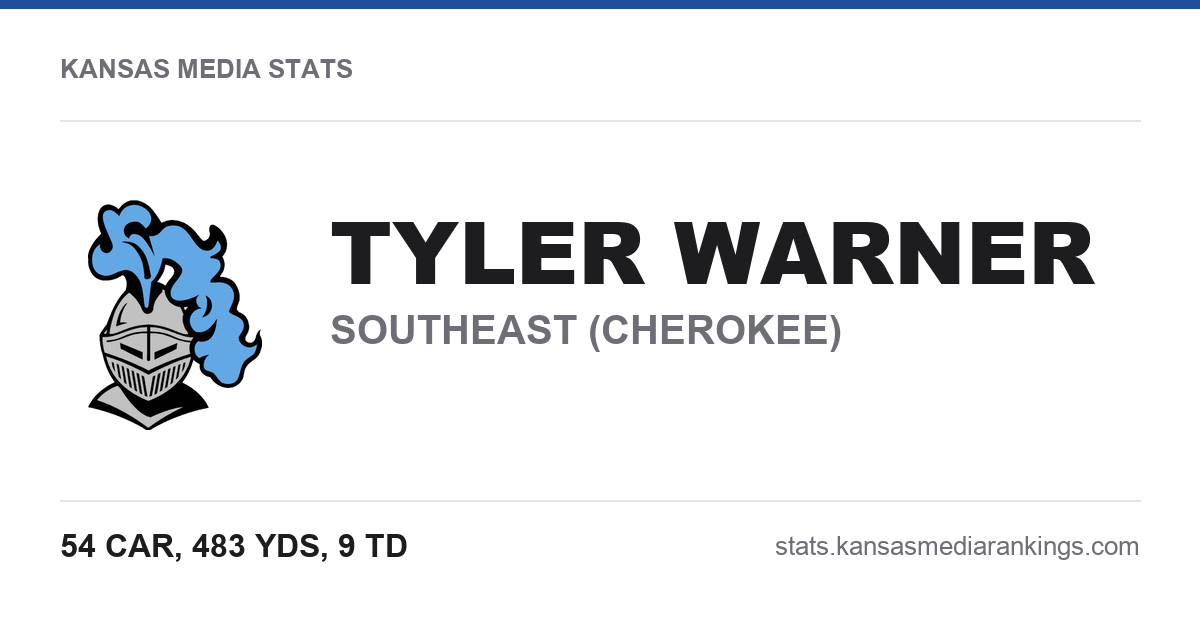 KANSAS MEDIA STATS
TYLER WARNER
SOUTHEAST (CHEROKEE)
54 CAR, 483 YDS, 9 TD
stats.kansasmediarankings.com